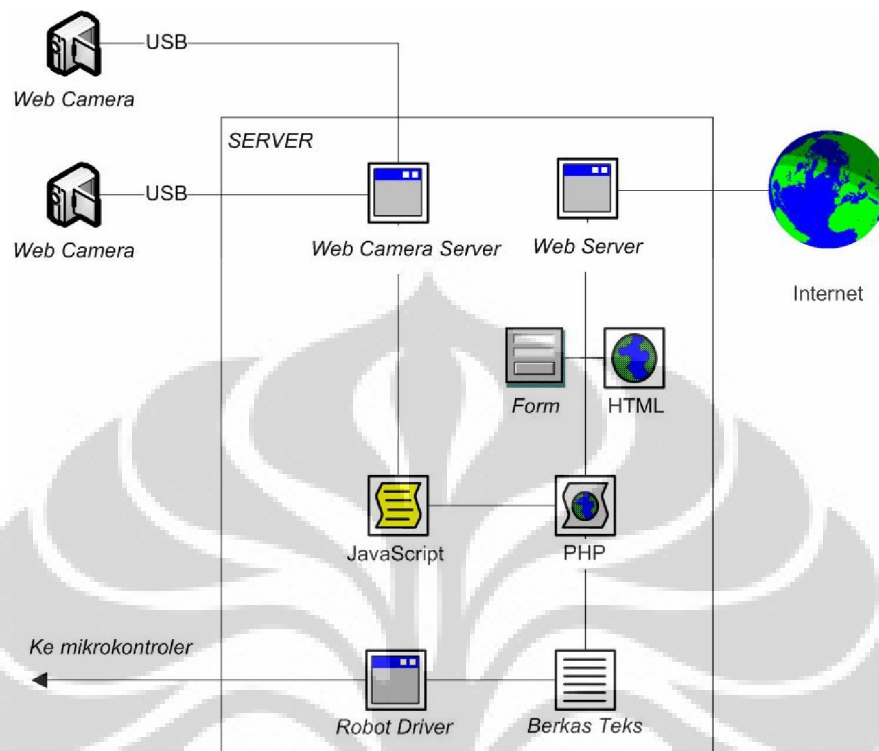 USB
Web Camera
SERVER
USB
Web Camera
Web Camera Server
Web Server
Internet
Form
HTML
JavaScript
PHP
Ke mikrokontroler
Robot Driver
Berkas Teks